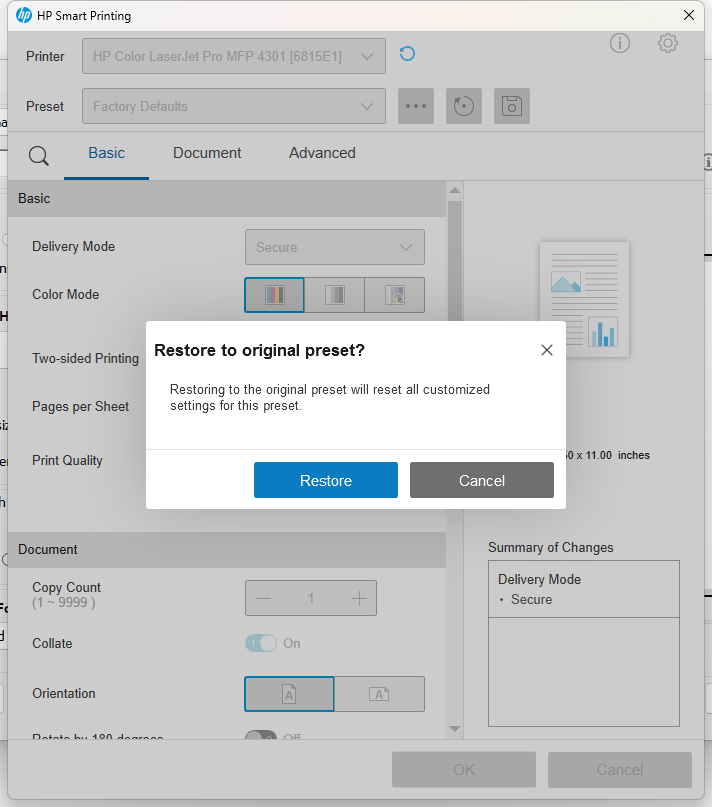 HP Smart Printing
Printer
HP Color LaserJet Pro MFP 4301 [6815E1]
Preset
Factory Defaults
Basic
Document
Advanced
Basic
Delivery Mode
Secure
Color Mode
Two-sided Printing
Pages per Sheet
Print Quality
Restore to original preset?
Restoring to the original preset will reset all customized
settings for this preset.
Restore
Cancel
x 11.00 inches
Document
Copy Count
(1 ~ 9999 )
1
Collate
On
Orientation
A
A
Rotate by 180 degrees
Off
Summary of Changes
Delivery Mode
• Secure
OK
Cancel